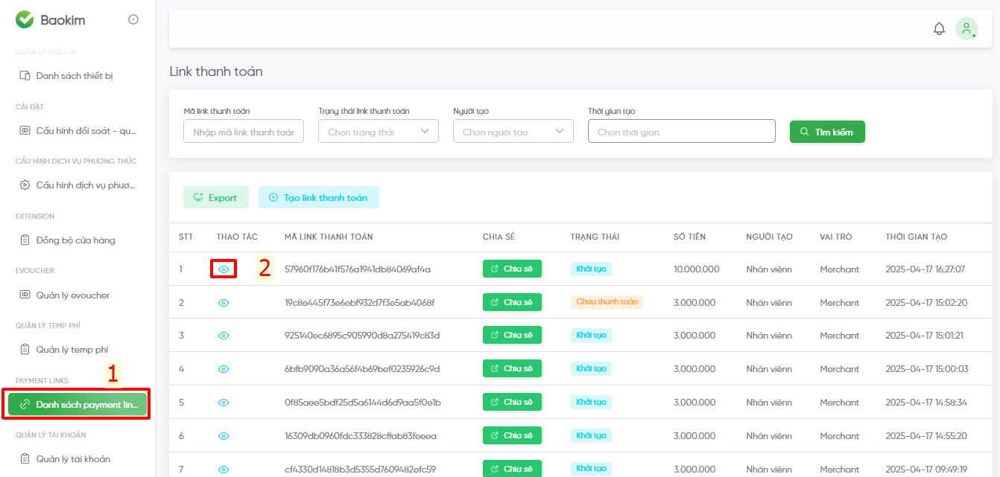 Baokim
QUẢN LÝ THIẾT BỊ
Danh sách thiết bị
CÀI ĐẶT
Cấu hình đối soát - qu...
CẤU HÌNH DỊCH VỤ PHƯƠNG THỨC
Cấu hình dịch vụ phươ...
EXTENSION
Đồng bộ cửa hàng
EVOUCHER
Quản lý evoucher
QUẢN LÝ TEMP PHÍ
Quản lý temp phí
1
PAYMENT LINKS
Danh sách payment lin...
QUẢN LÝ TÀI KHOẢN
Quản lý tài khoản
Link thanh toán
Mã link thanh toán Trạng thái link thanh toán Người tạo Thời gian tạo
Nhập mã link thanh toán Chọn trạng thái Chọn người tạo Chọn thời gian Tìm kiếm
Export Tạo link thanh toán
STT THAO TÁC MÃ LINK THANH TOÁN CHIA SẺ TRẠNG THÁI SỐ TIỀN NGƯỜI TẠO VAI TRÒ THỜI GIAN TẠO
1 2 57960f176b41f576a1941db84069af4a Chia sẻ Khởi tạo 10.000.000 Nhân viênn Merchant 2025-04-17 16:27:07
2 19c8e445f73e6ebf932d7f3e5ab4068f Chia sẻ Chưa thanh toán 3.000.000 Nhân viênn Merchant 2025-04-17 15:02:20
3 925140ec6895c905990d8a275419c83d Chia sẻ Khởi tạo 3.000.000 Nhân viênn Merchant 2025-04-17 15:01:21
4 6bfb9090a36a56f4b69bef0235926c9d Chia sẻ Khởi tạo 3.000.000 Nhân viênn Merchant 2025-04-17 15:00:03
5 0f85aee5bdf25d5a6144d6d9aa5f0e1b Chia sẻ Khởi tạo 3.000.000 Nhân viênn Merchant 2025-04-17 14:58:34
6 16309db0960fdc333828cffab83feeea Chia sẻ Khởi tạo 3.000.000 Nhân viênn Merchant 2025-04-17 14:55:20
7 cf4330d14818b3d5355d7609482efc59 Chia sẻ Khởi tạo 3.000.000 Nhân viênn Merchant 2025-04-17 09:49:19